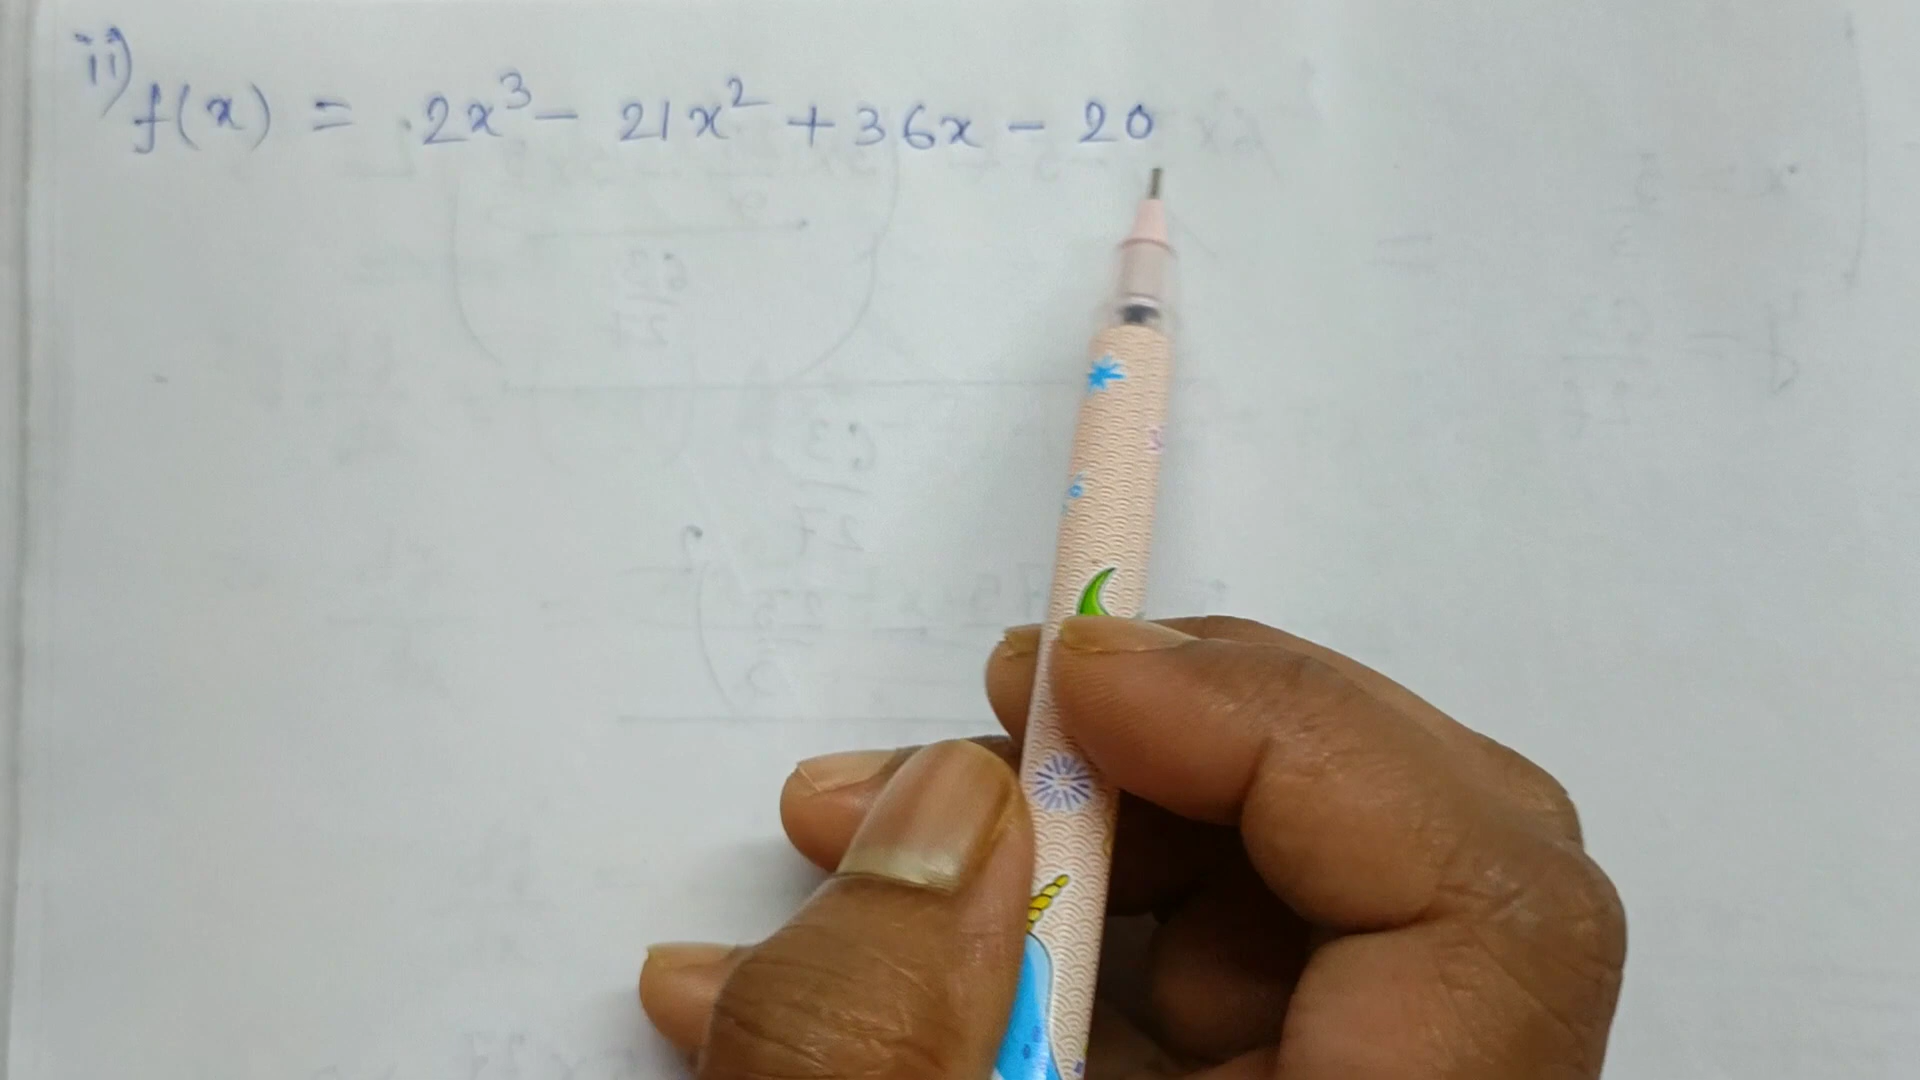 ii) f(x) = 2x³ - 21x² + 36x - 20